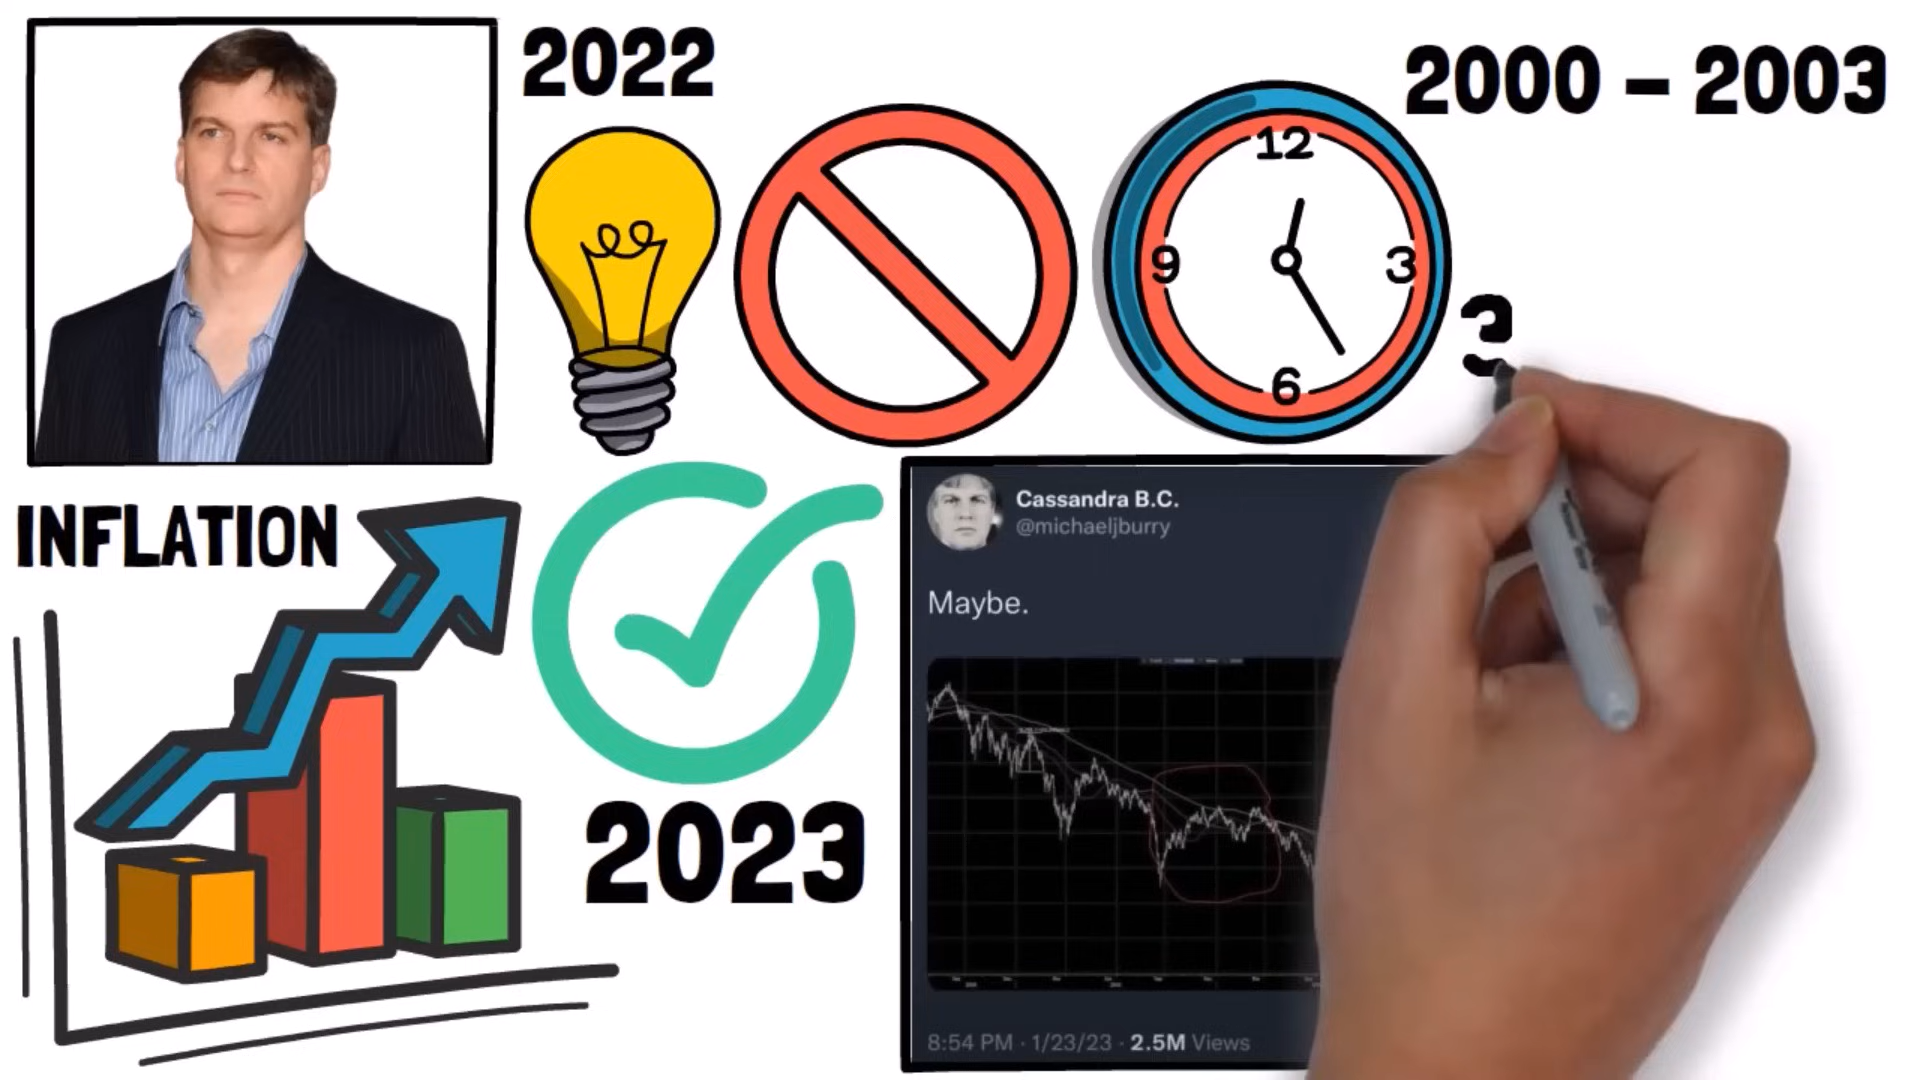 2022
2000 – 2003
12
9
3
6
3
INFLATION
2023
Cassandra B.C.
@michaeljburry
Maybe.
8:54 PM · 1/23/23 · 2.5M Views